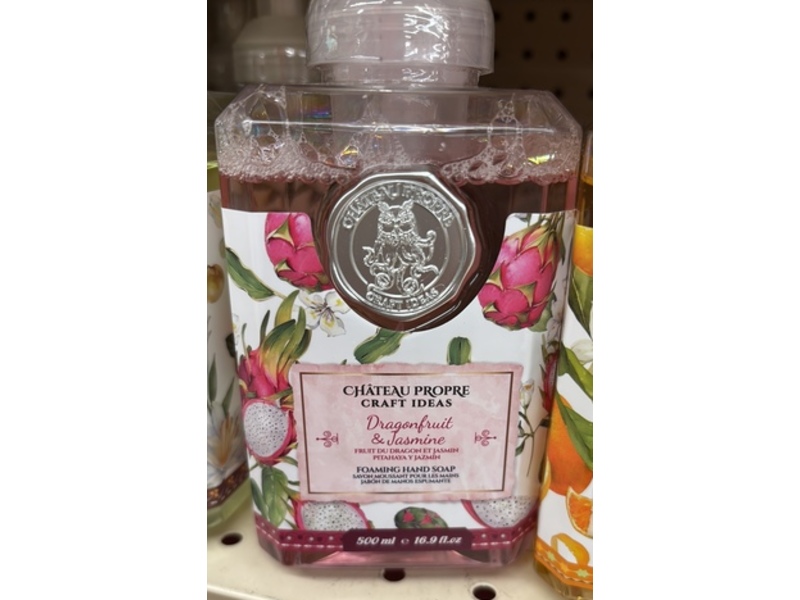 CHÂTEAU PROPRE
CRAFT IDEAS
CHÂTEAU PROPRE
CRAFT IDEAS
Dragonfruit
& Jasmine
FRUIT DU DRAGON ET JASMIN
PITAHAYA Y JAZMÍN
FOAMING HAND SOAP
SAVON MOUSSANT POUR LES MAINS
JABÓN DE MANOS ESPUMANTE
500 ml e 16.9 fl.oz